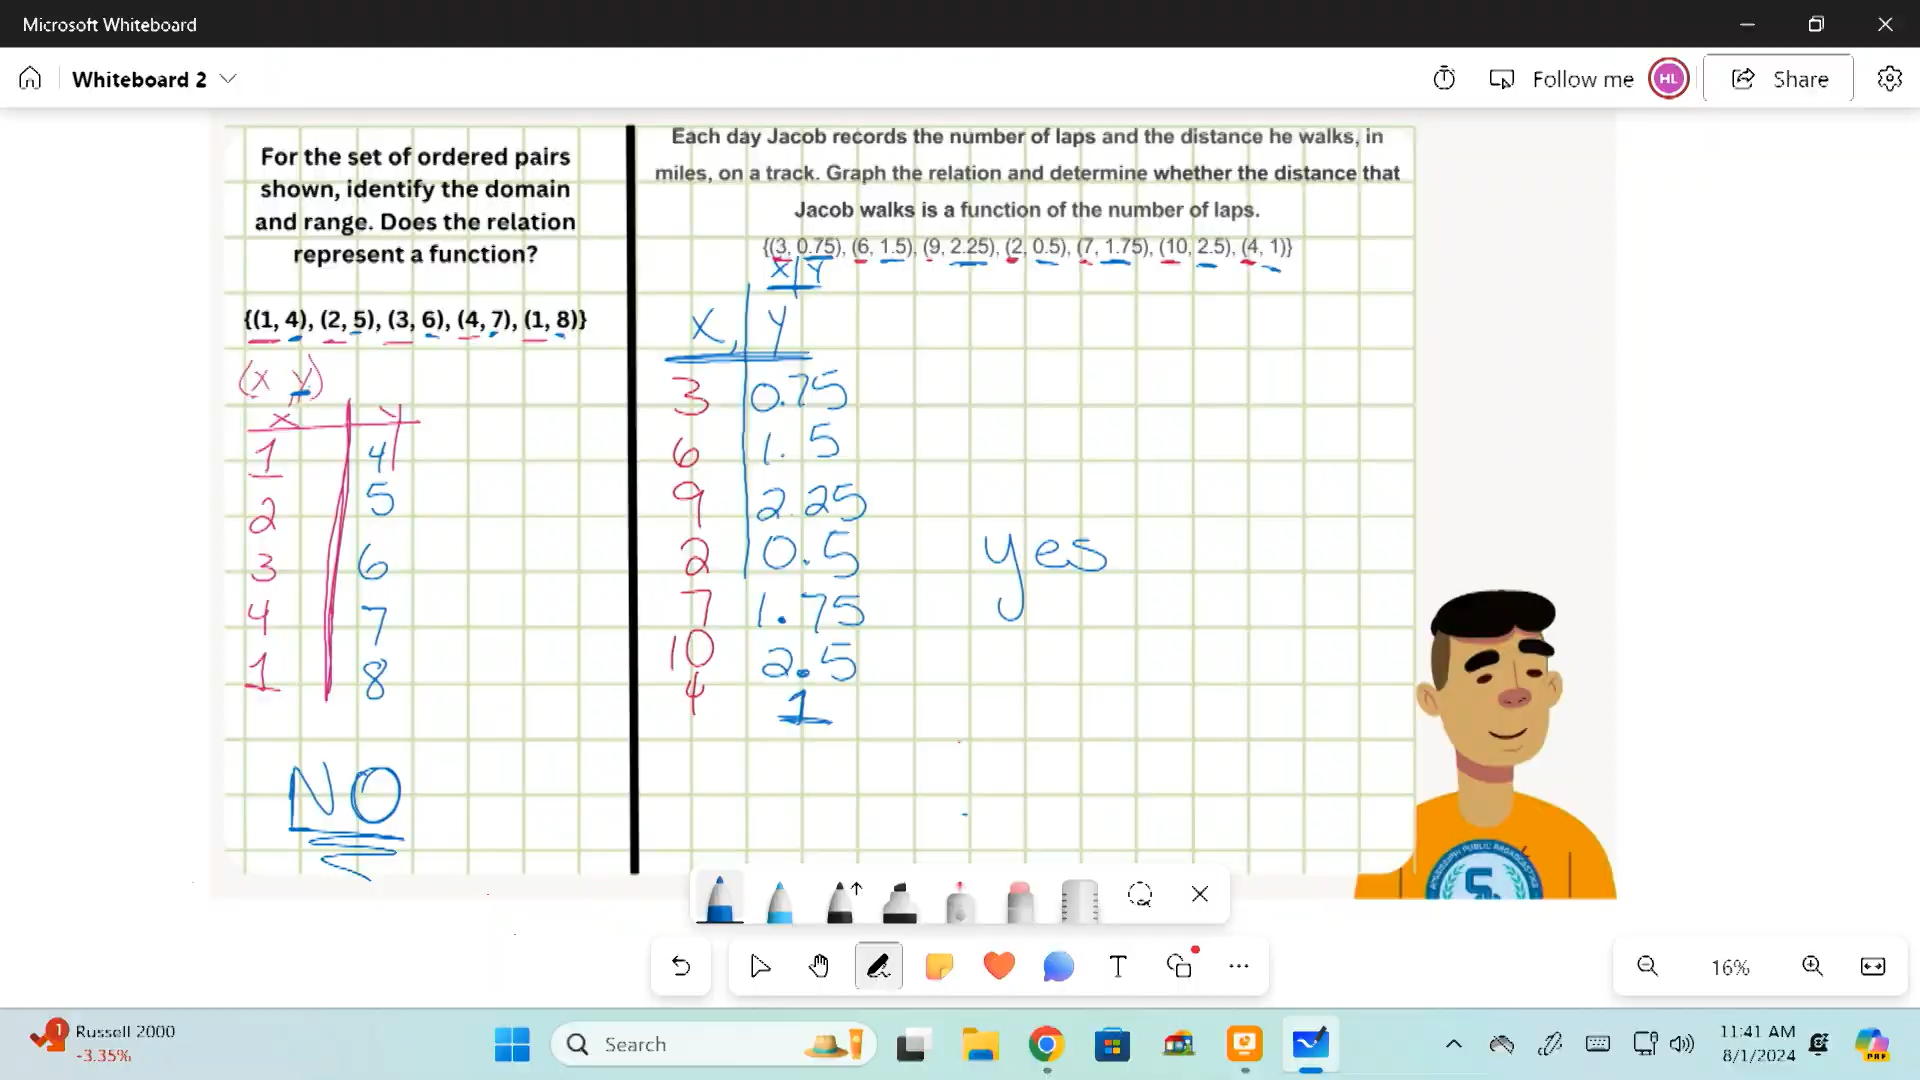 Microsoft Whiteboard
Whiteboard 2
Follow me
HL
Share
For the set of ordered pairs
shown, identify the domain
and range. Does the relation
represent a function?
{(1, 4), (2, 5), (3, 6), (4, 7), (1, 8)}
(x, y)
x y
1 4
2 5
3 6
4 7
1 8
NO
Each day Jacob records the number of laps and the distance he walks, in
miles, on a track. Graph the relation and determine whether the distance that
Jacob walks is a function of the number of laps.
{(3, 0.75), (6, 1.5), (9, 2.25), (2, 0.5), (7, 1.75), (10, 2.5), (4, 1)}
X Y
X, Y
3 0.75
6 1.5
9 2.25
2 0.5
7 1.75
10 2.5
4 1
yes
T
16%
1
Russell 2000
-3.35%
Search
11:41 AM
8/1/2024